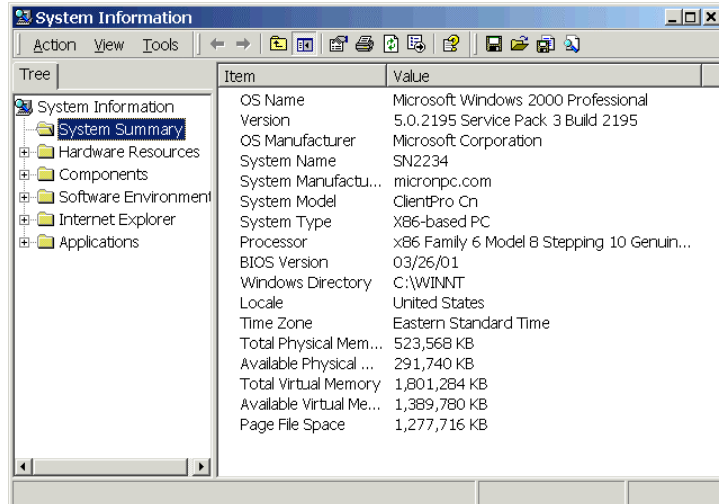 System Information
Action View Tools
Tree
System Information
System Summary
Hardware Resources
Components
Software Environment
Internet Explorer
Applications
Item Value
OS Name Microsoft Windows 2000 Professional
Version 5.0.2195 Service Pack 3 Build 2195
OS Manufacturer Microsoft Corporation
System Name SN2234
System Manufactu... micronpc.com
System Model ClientPro Cn
System Type X86-based PC
Processor x86 Family 6 Model 8 Stepping 10 Genuin...
BIOS Version 03/26/01
Windows Directory C:\WINNT
Locale United States
Time Zone Eastern Standard Time
Total Physical Mem... 523,568 KB
Available Physical ... 291,740 KB
Total Virtual Memory 1,801,284 KB
Available Virtual Me... 1,389,780 KB
Page File Space 1,277,716 KB